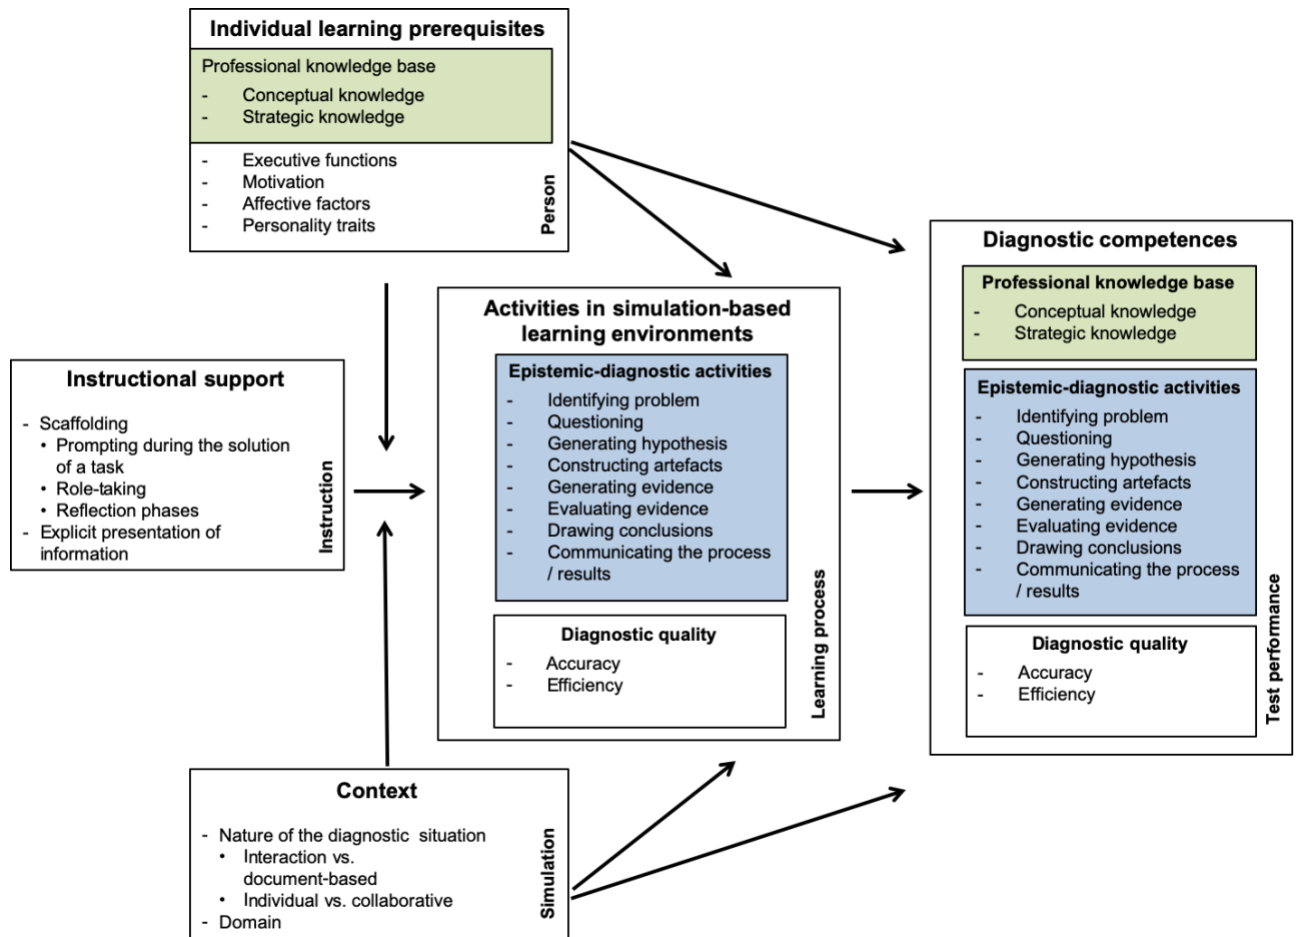 Individual learning prerequisites
Professional knowledge base
- Conceptual knowledge
- Strategic knowledge
- Executive functions
- Motivation
- Affective factors
- Personality traits
Person
Instructional support
- Scaffolding
• Prompting during the solution
of a task
• Role-taking
• Reflection phases
- Explicit presentation of
information
Instruction
Activities in simulation-based
learning environments
Epistemic-diagnostic activities
- Identifying problem
- Questioning
- Generating hypothesis
- Constructing artefacts
- Generating evidence
- Evaluating evidence
- Drawing conclusions
- Communicating the process
/ results
Diagnostic quality
- Accuracy
- Efficiency
Learning process
Diagnostic competences
Professional knowledge base
- Conceptual knowledge
- Strategic knowledge
Epistemic-diagnostic activities
- Identifying problem
- Questioning
- Generating hypothesis
- Constructing artefacts
- Generating evidence
- Evaluating evidence
- Drawing conclusions
- Communicating the process
/ results
Diagnostic quality
- Accuracy
- Efficiency
Test performance
Context
- Nature of the diagnostic situation
• Interaction vs.
document-based
• Individual vs. collaborative
- Domain
Simulation